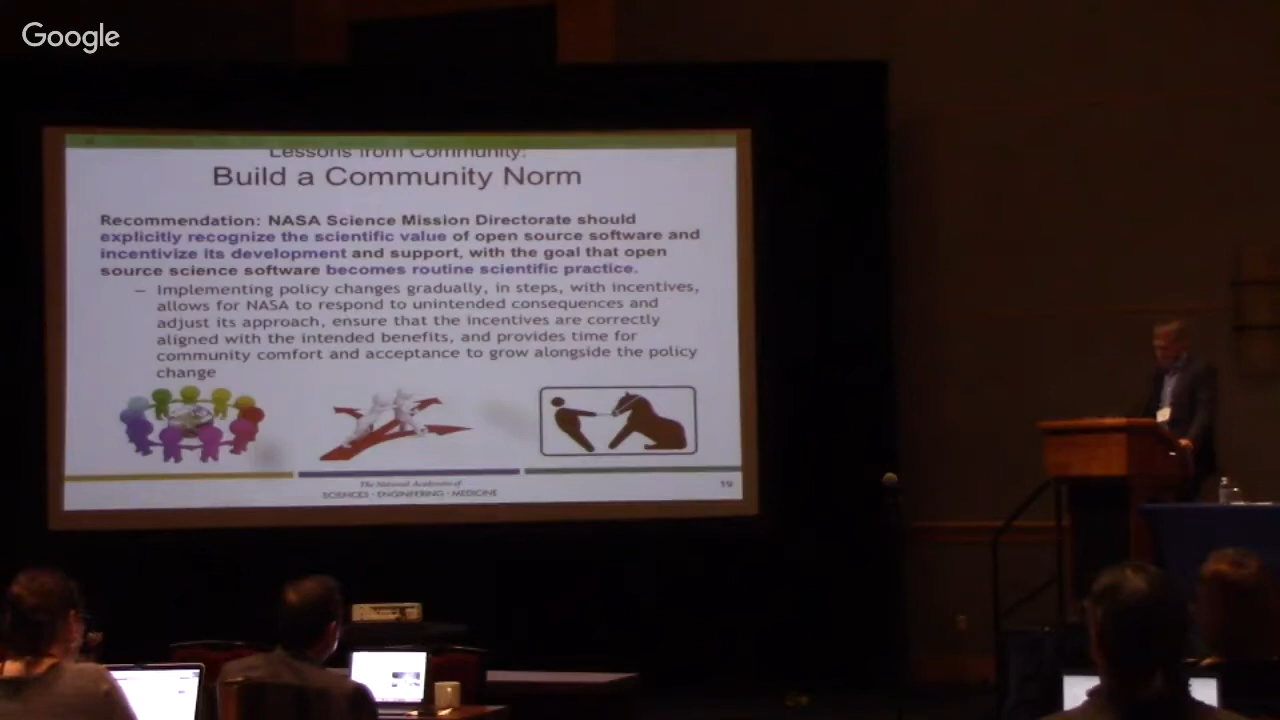 Google
Lessons from Community:
Build a Community Norm
Recommendation: NASA Science Mission Directorate should
explicitly recognize the scientific value of open source software and
incentivize its development and support, with the goal that open
source science software becomes routine scientific practice.
– Implementing policy changes gradually, in steps, with incentives,
allows for NASA to respond to unintended consequences and
adjust its approach, ensure that the incentives are correctly
aligned with the intended benefits, and provides time for
community comfort and acceptance to grow alongside the policy
change
The National Academies of
SCIENCES · ENGINEERING · MEDICINE
19